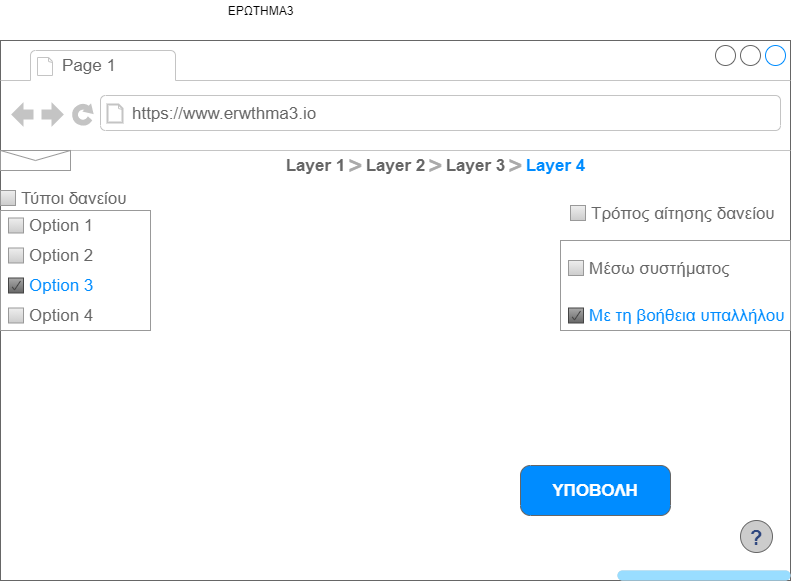 ΕΡΩΤΗΜΑ3
Page 1
https://www.erwthma3.io
Layer 1 > Layer 2 > Layer 3 > Layer 4
Τύποι δανείου
Option 1
Option 2
Option 3
Option 4
Τρόπος αίτησης δανείου
Μέσω συστήματος
Με τη βοήθεια υπαλλήλου
ΥΠΟΒΟΛΗ
?